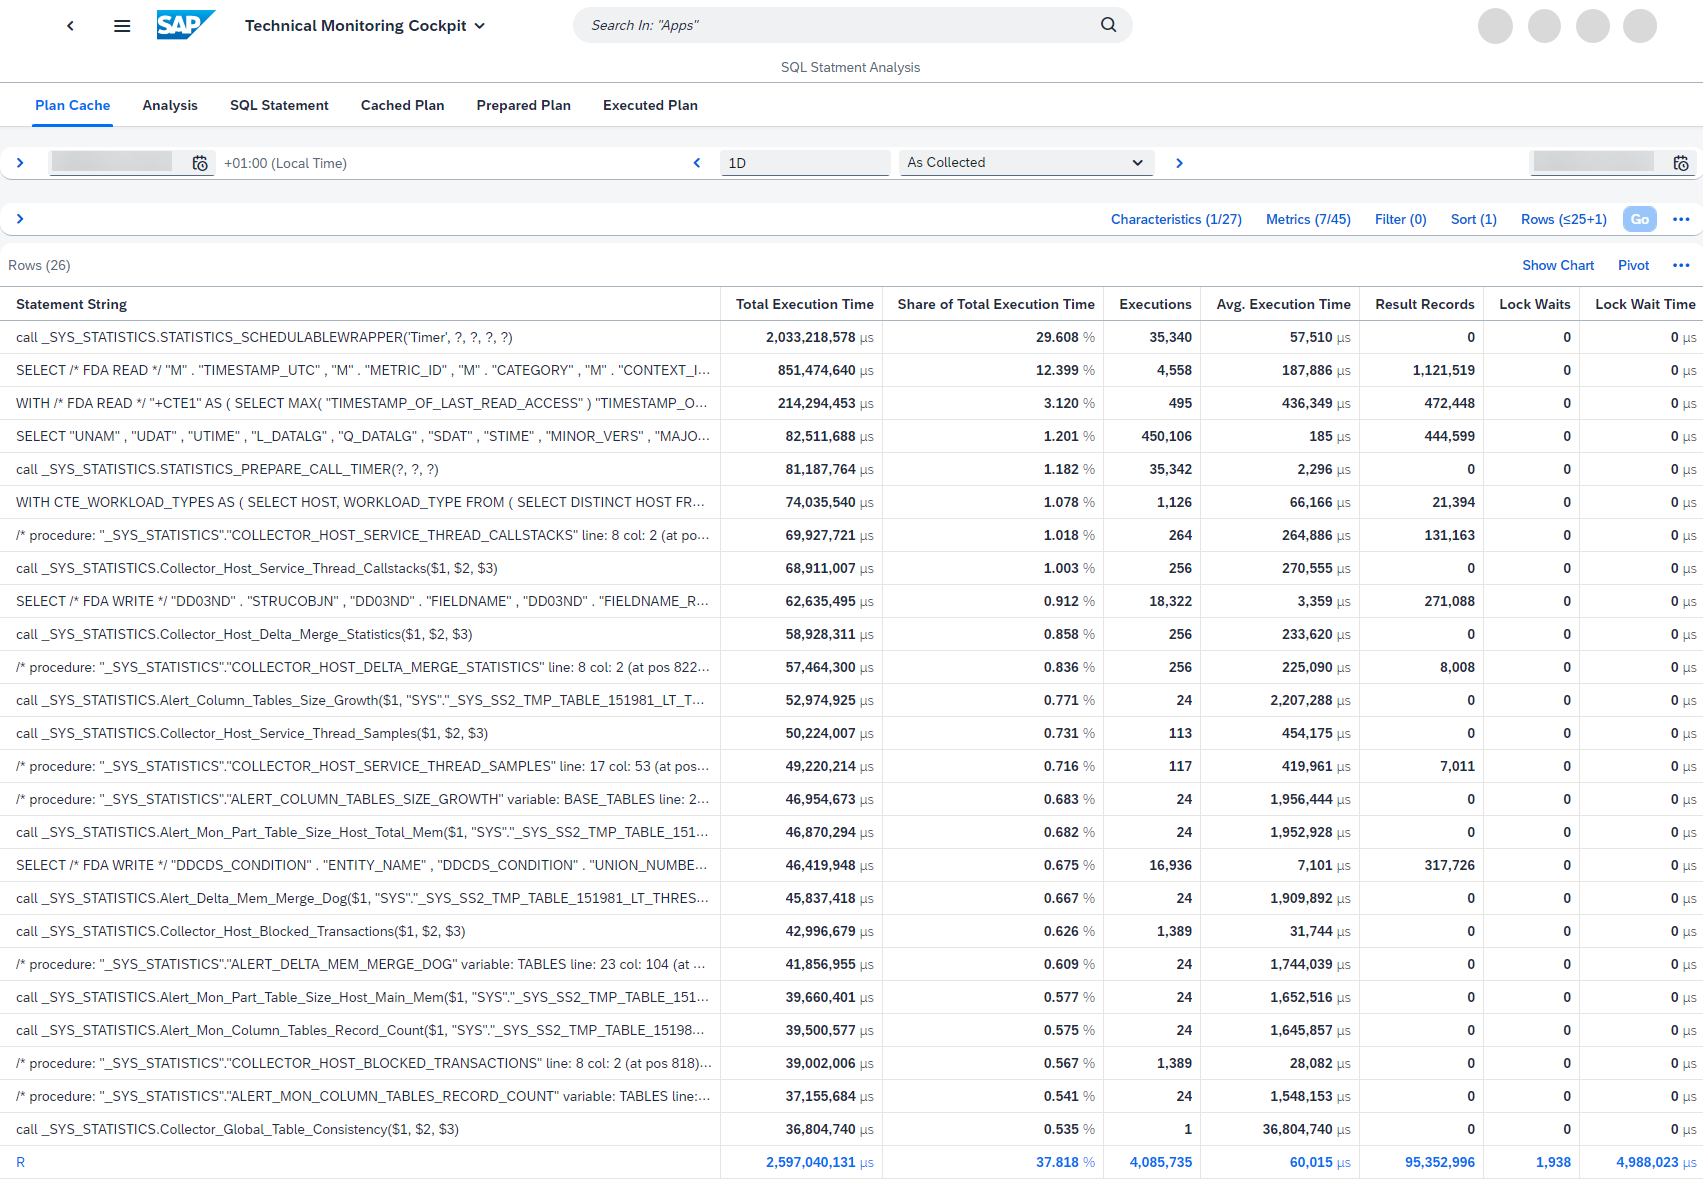 SAP Technical Monitoring Cockpit Search In: "Apps"
SQL Statment Analysis
Plan Cache Analysis SQL Statement Cached Plan Prepared Plan Executed Plan
+01:00 (Local Time) 1D As Collected
Characteristics (1/27) Metrics (7/45) Filter (0) Sort (1) Rows (≤25+1) Go
Rows (26) Show Chart Pivot
Statement String Total Execution Time Share of Total Execution Time Executions Avg. Execution Time Result Records Lock Waits Lock Wait Time
call _SYS_STATISTICS.STATISTICS_SCHEDULABLEWRAPPER('Timer', ?, ?, ?, ?) 2,033,218,578 µs 29.608 % 35,340 57,510 µs 0 0 0 µs
SELECT /* FDA READ */ "M" . "TIMESTAMP_UTC" , "M" . "METRIC_ID" , "M" . "CATEGORY" , "M" . "CONTEXT_I... 851,474,640 µs 12.399 % 4,558 187,886 µs 1,121,519 0 0 µs
WITH /* FDA READ */ "+CTE1" AS ( SELECT MAX( "TIMESTAMP_OF_LAST_READ_ACCESS" ) "TIMESTAMP_O... 214,294,453 µs 3.120 % 495 436,349 µs 472,448 0 0 µs
SELECT "UNAM" , "UDAT" , "UTIME" , "L_DATALG" , "Q_DATALG" , "SDAT" , "STIME" , "MINOR_VERS" , "MAJO... 82,511,688 µs 1.201 % 450,106 185 µs 444,599 0 0 µs
call _SYS_STATISTICS.STATISTICS_PREPARE_CALL_TIMER(?, ?, ?) 81,187,764 µs 1.182 % 35,342 2,296 µs 0 0 0 µs
WITH CTE_WORKLOAD_TYPES AS ( SELECT HOST, WORKLOAD_TYPE FROM ( SELECT DISTINCT HOST FR... 74,035,540 µs 1.078 % 1,126 66,166 µs 21,394 0 0 µs
/* procedure: "_SYS_STATISTICS"."COLLECTOR_HOST_SERVICE_THREAD_CALLSTACKS" line: 8 col: 2 (at po... 69,927,721 µs 1.018 % 264 264,886 µs 131,163 0 0 µs
call _SYS_STATISTICS.Collector_Host_Service_Thread_Callstacks($1, $2, $3) 68,911,007 µs 1.003 % 256 270,555 µs 0 0 0 µs
SELECT /* FDA WRITE */ "DD03ND" . "STRUCOBJN" , "DD03ND" . "FIELDNAME" , "DD03ND" . "FIELDNAME_R... 62,635,495 µs 0.912 % 18,322 3,359 µs 271,088 0 0 µs
call _SYS_STATISTICS.Collector_Host_Delta_Merge_Statistics($1, $2, $3) 58,928,311 µs 0.858 % 256 233,620 µs 0 0 0 µs
/* procedure: "_SYS_STATISTICS"."COLLECTOR_HOST_DELTA_MERGE_STATISTICS" line: 8 col: 2 (at pos 822... 57,464,300 µs 0.836 % 256 225,090 µs 8,008 0 0 µs
call _SYS_STATISTICS.Alert_Column_Tables_Size_Growth($1, "SYS"."_SYS_SS2_TMP_TABLE_151981_LT_T... 52,974,925 µs 0.771 % 24 2,207,288 µs 0 0 0 µs
call _SYS_STATISTICS.Collector_Host_Service_Thread_Samples($1, $2, $3) 50,224,007 µs 0.731 % 113 454,175 µs 0 0 0 µs
/* procedure: "_SYS_STATISTICS"."COLLECTOR_HOST_SERVICE_THREAD_SAMPLES" line: 17 col: 53 (at pos... 49,220,214 µs 0.716 % 117 419,961 µs 7,011 0 0 µs
/* procedure: "_SYS_STATISTICS"."ALERT_COLUMN_TABLES_SIZE_GROWTH" variable: BASE_TABLES line: 2... 46,954,673 µs 0.683 % 24 1,956,444 µs 0 0 0 µs
call _SYS_STATISTICS.Alert_Mon_Part_Table_Size_Host_Total_Mem($1, "SYS"."_SYS_SS2_TMP_TABLE_151... 46,870,294 µs 0.682 % 24 1,952,928 µs 0 0 0 µs
SELECT /* FDA WRITE */ "DDCDS_CONDITION" . "ENTITY_NAME" , "DDCDS_CONDITION" . "UNION_NUMBE... 46,419,948 µs 0.675 % 16,936 7,101 µs 317,726 0 0 µs
call _SYS_STATISTICS.Alert_Delta_Mem_Merge_Dog($1, "SYS"."_SYS_SS2_TMP_TABLE_151981_LT_THRES... 45,837,418 µs 0.667 % 24 1,909,892 µs 0 0 0 µs
call _SYS_STATISTICS.Collector_Host_Blocked_Transactions($1, $2, $3) 42,996,679 µs 0.626 % 1,389 31,744 µs 0 0 0 µs
/* procedure: "_SYS_STATISTICS"."ALERT_DELTA_MEM_MERGE_DOG" variable: TABLES line: 23 col: 104 (at ... 41,856,955 µs 0.609 % 24 1,744,039 µs 0 0 0 µs
call _SYS_STATISTICS.Alert_Mon_Part_Table_Size_Host_Main_Mem($1, "SYS"."_SYS_SS2_TMP_TABLE_151... 39,660,401 µs 0.577 % 24 1,652,516 µs 0 0 0 µs
call _SYS_STATISTICS.Alert_Mon_Column_Tables_Record_Count($1, "SYS"."_SYS_SS2_TMP_TABLE_15198... 39,500,577 µs 0.575 % 24 1,645,857 µs 0 0 0 µs
/* procedure: "_SYS_STATISTICS"."COLLECTOR_HOST_BLOCKED_TRANSACTIONS" line: 8 col: 2 (at pos 818)... 39,002,006 µs 0.567 % 1,389 28,082 µs 0 0 0 µs
/* procedure: "_SYS_STATISTICS"."ALERT_MON_COLUMN_TABLES_RECORD_COUNT" variable: TABLES line:... 37,155,684 µs 0.541 % 24 1,548,153 µs 0 0 0 µs
call _SYS_STATISTICS.Collector_Global_Table_Consistency($1, $2, $3) 36,804,740 µs 0.535 % 1 36,804,740 µs 0 0 0 µs
R 2,597,040,131 µs 37.818 % 4,085,735 60,015 µs 95,352,996 1,938 4,988,023 µs